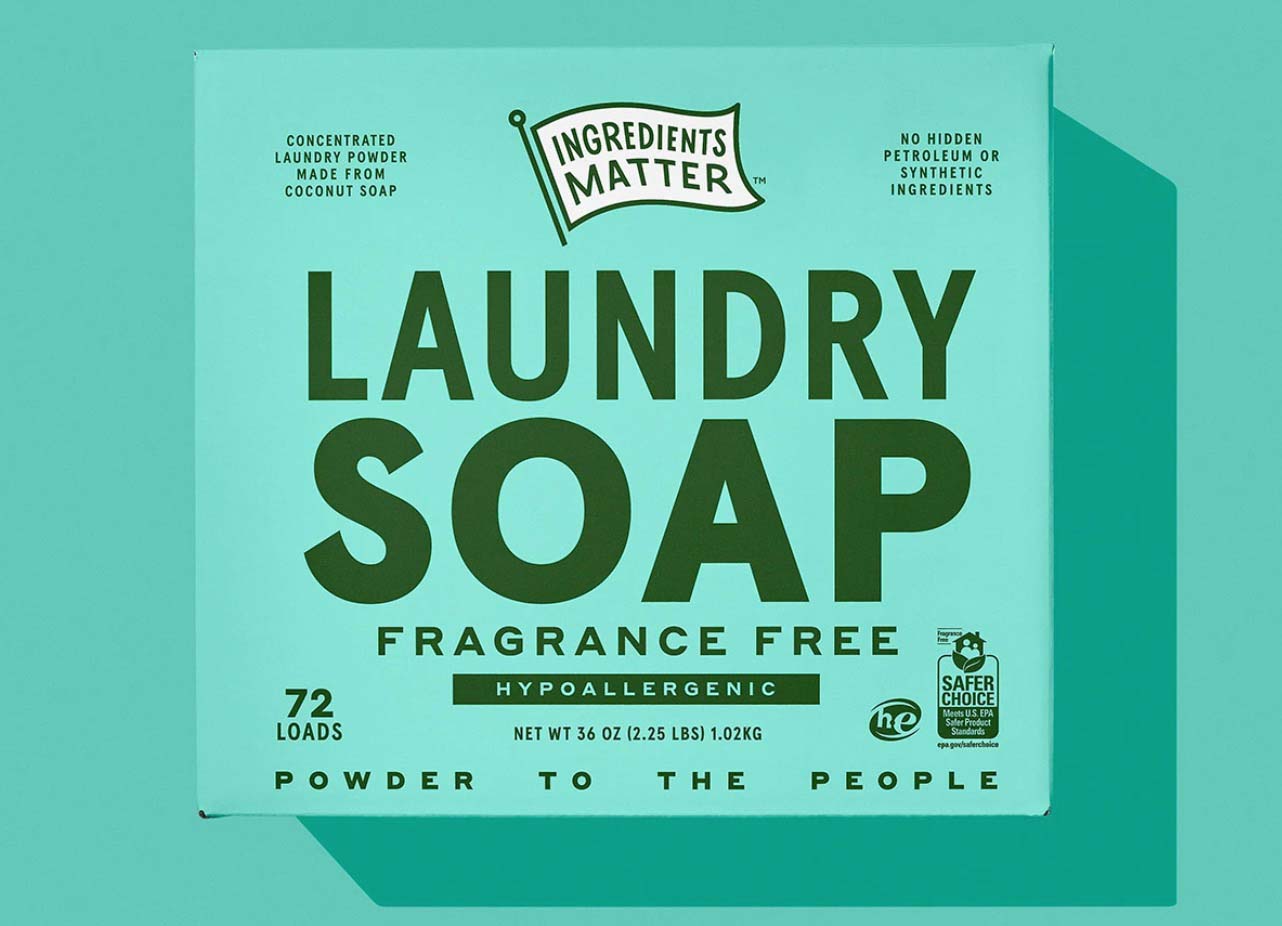 CONCENTRATED
LAUNDRY POWDER
MADE FROM
COCONUT SOAP
INGREDIENTS
MATTER
™
NO HIDDEN
PETROLEUM OR
SYNTHETIC
INGREDIENTS
LAUNDRY
SOAP
FRAGRANCE FREE
HYPOALLERGENIC
72
LOADS
NET WT 36 OZ (2.25 LBS) 1.02KG
he
Fragrance
Free
SAFER
CHOICE
Meets U.S. EPA
Safer Product
Standards
epa.gov/saferchoice
POWDER TO THE PEOPLE